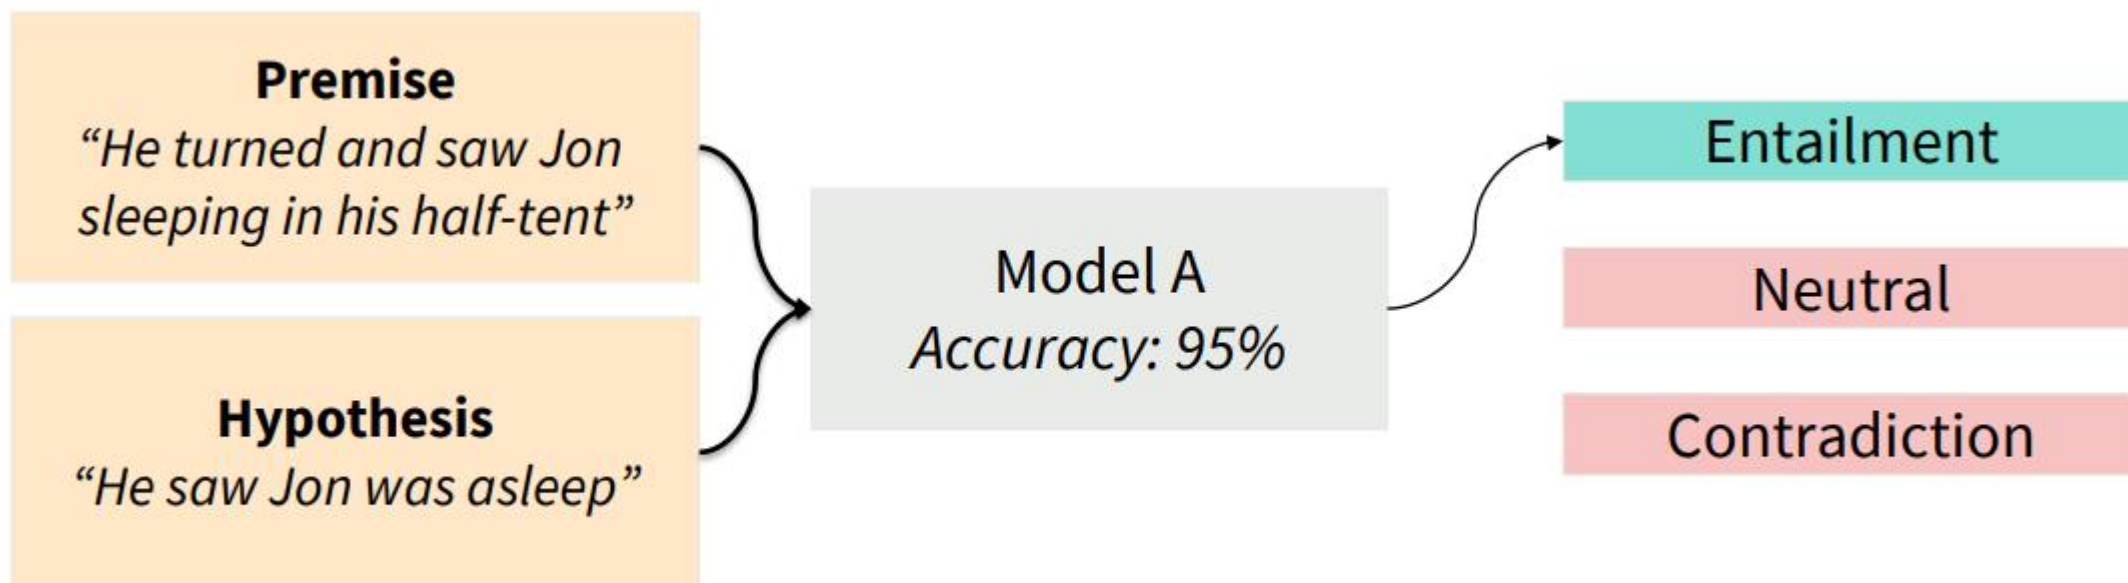 Premise
“He turned and saw Jon
sleeping in his half-tent”
Hypothesis
“He saw Jon was asleep”
Model A
Accuracy: 95%
Entailment
Neutral
Contradiction